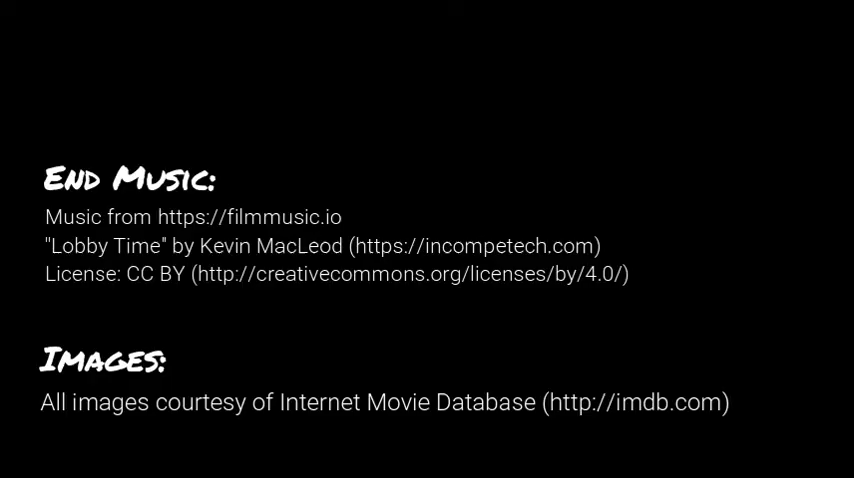 End Music:
Music from https://filmmusic.io
"Lobby Time" by Kevin MacLeod (https://incompetech.com)
License: CC BY (http://creativecommons.org/licenses/by/4.0/)
Images:
All images courtesy of Internet Movie Database (http://imdb.com)